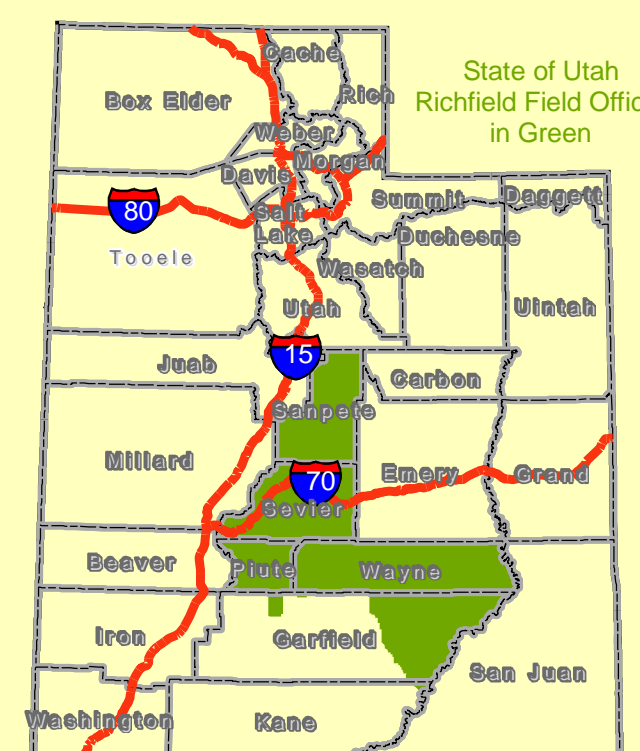 State of Utah
Richfield Field Offic
in Green
Cache
Box Elder
Rich
Weber
Morgan
Davis
Summit
Daggett
80
Salt
Lake
Duchesne
Tooele
Wasatch
Utah
Uintah
15
Juab
Carbon
Sanpete
Millard
Emery
Grand
70
Sevier
Beaver
Piute
Wayne
Iron
Garfield
San Juan
Washington
Kane